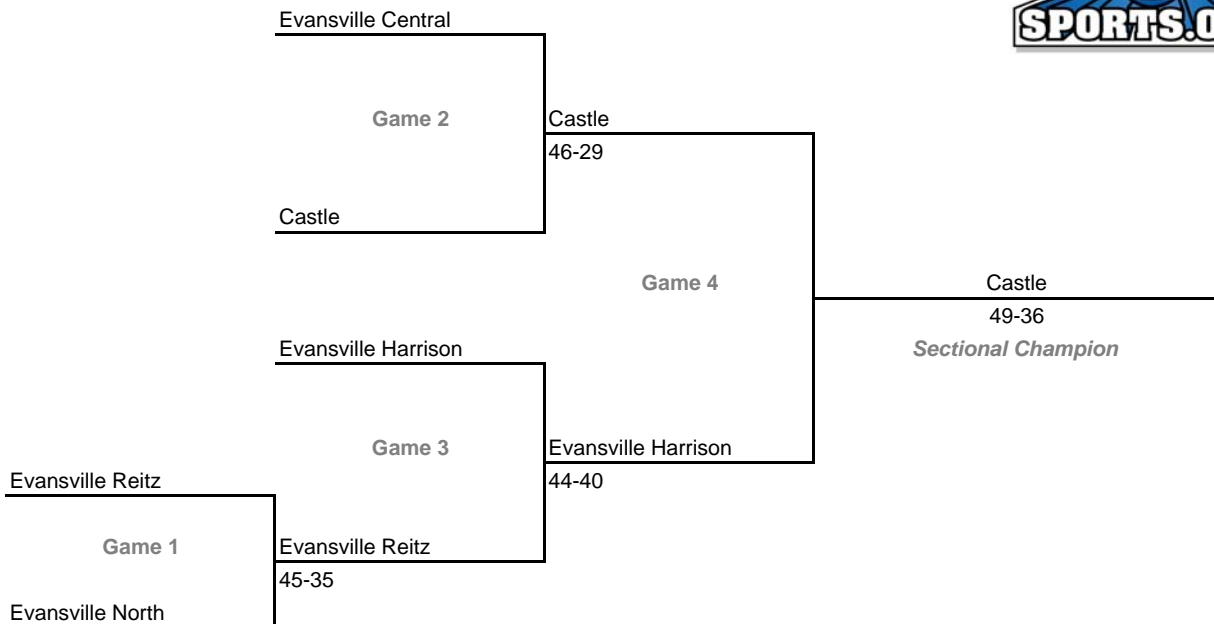 Evansville Central
Game 2
Castle
46-29
Castle
Game 4
Castle
49-36
Sectional Champion
Evansville Harrison
Game 3
Evansville Harrison
44-40
Evansville Reitz
Game 1
Evansville Reitz
45-35
Evansville North